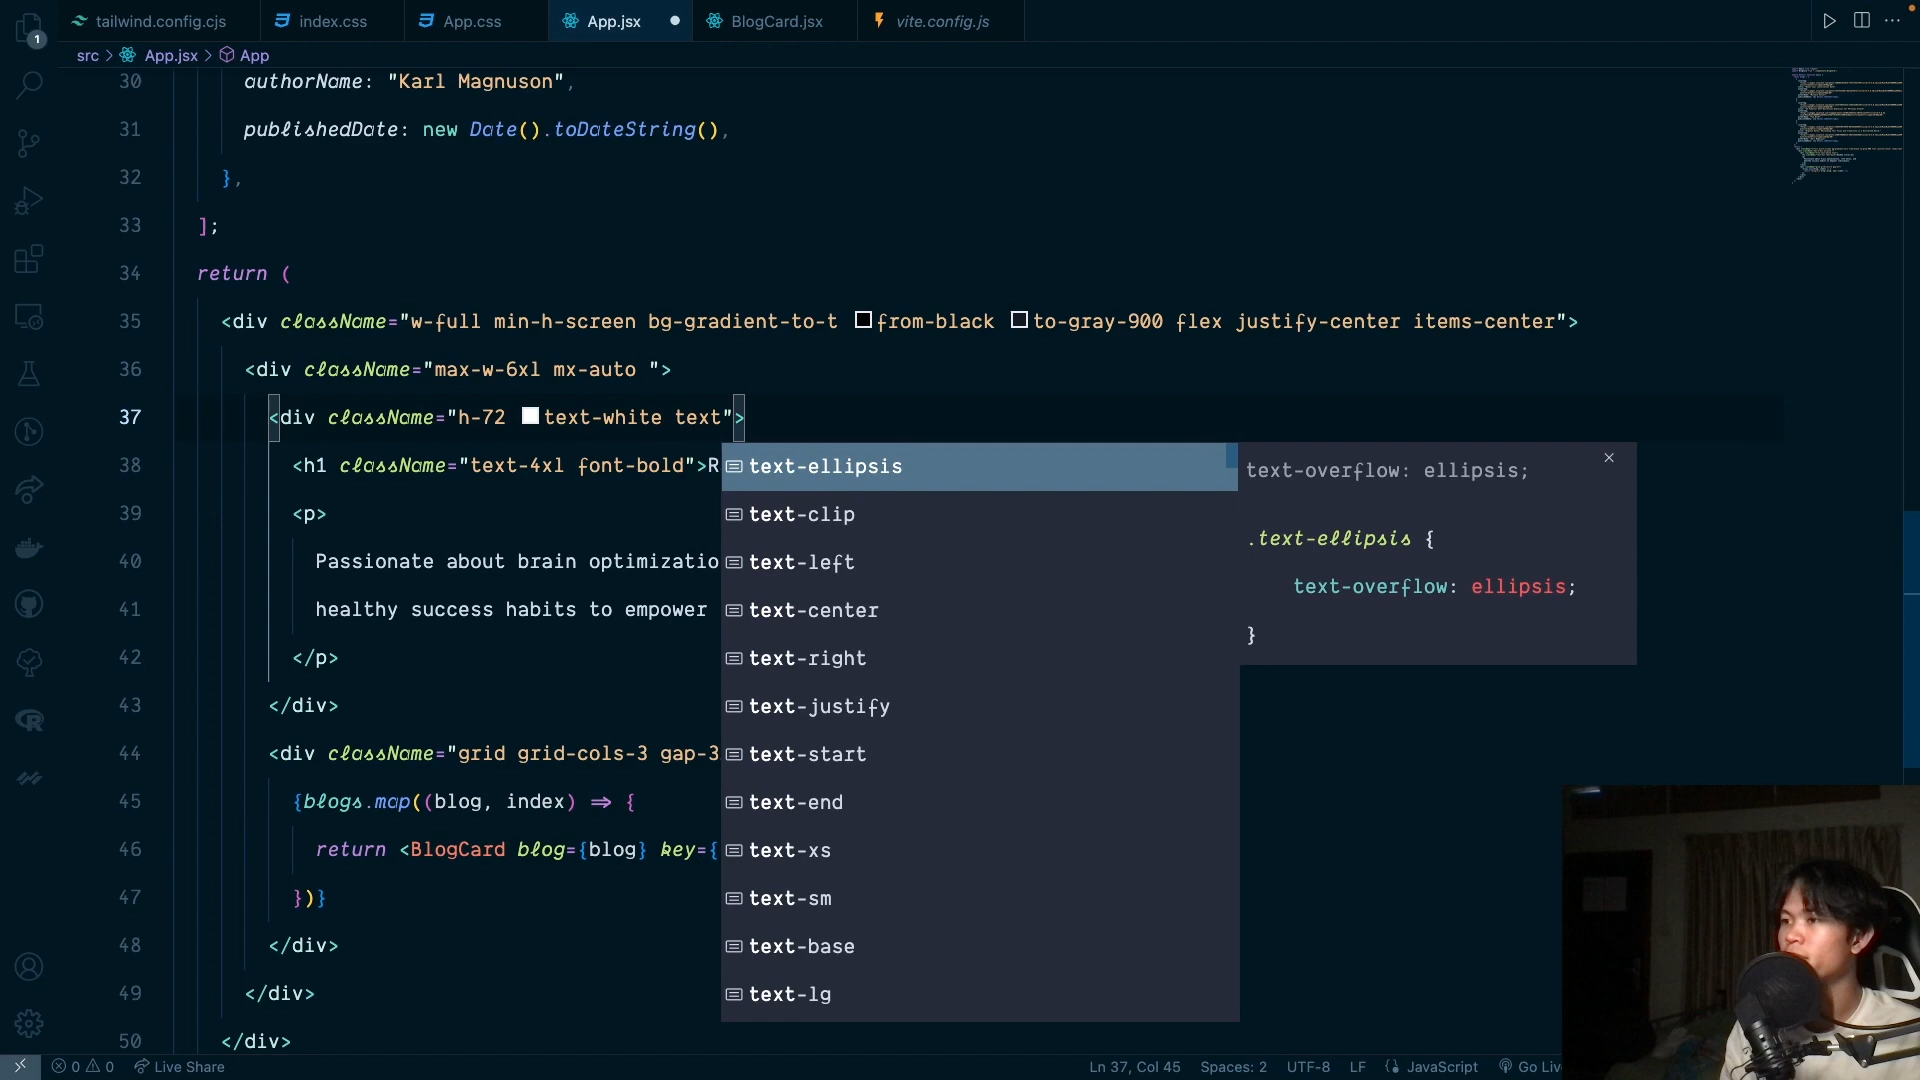 tailwind.config.cjs
index.css
App.css
App.jsx
BlogCard.jsx
vite.config.js
1
src > App.jsx > App
30 authorName: "Karl Magnuson",
31 publishedDate: new Date().toDateString(),
32 },
33 ];
34 return (
35 <div className="w-full min-h-screen bg-gradient-to-t from-black to-gray-900 flex justify-center items-center">
36 <div className="max-w-6xl mx-auto ">
37 <div className="h-72 text-white text">
38 <h1 className="text-4xl font-bold">R
39 <p>
40 Passionate about brain optimizatio
41 healthy success habits to empower
42 </p>
43 </div>
44 <div className="grid grid-cols-3 gap-3
45 {blogs.map((blog, index) => {
46 return <BlogCard blog={blog} key={
47 })}
48 </div>
49 </div>
50 </div>
text-ellipsis
text-clip
text-left
text-center
text-right
text-justify
text-start
text-end
text-xs
text-sm
text-base
text-lg
text-overflow: ellipsis;
.text-ellipsis {
text-overflow: ellipsis;
}
0 0 Live Share
Ln 37, Col 45 Spaces: 2 UTF-8 LF JavaScript Go Liv